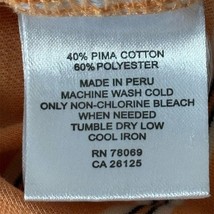 40% PIMA COTTON
60% POLYESTER
MADE IN PERU
MACHINE WASH COLD
ONLY NON-CHLORINE BLEACH
WHEN NEEDED
TUMBLE DRY LOW
COOL IRON
RN 78069
CA 26125